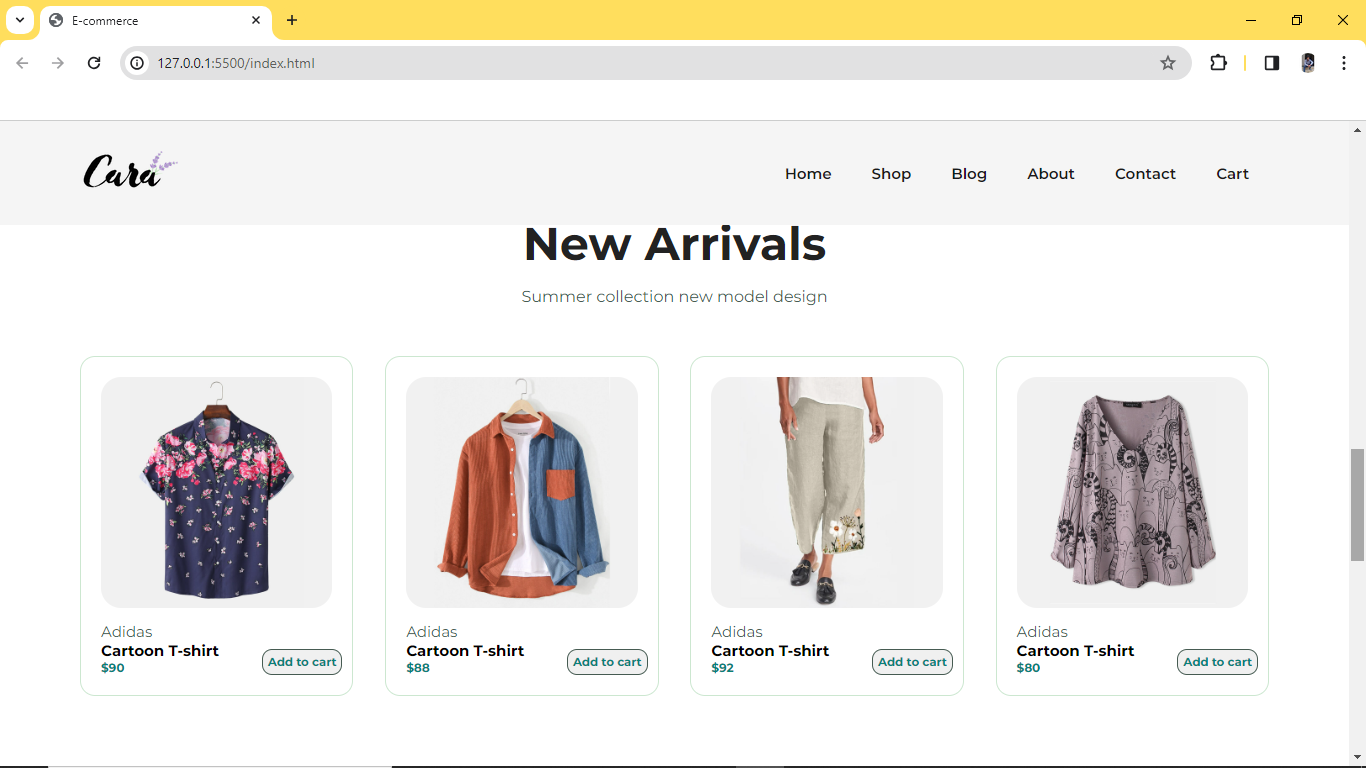 E-commerce
127.0.0.1:5500/index.html
Cara
Home Shop Blog About Contact Cart
New Arrivals
Summer collection new model design
Adidas
Cartoon T-shirt
$90
Add to cart
Adidas
Cartoon T-shirt
$88
Add to cart
Adidas
Cartoon T-shirt
$92
Add to cart
Adidas
Cartoon T-shirt
$80
Add to cart